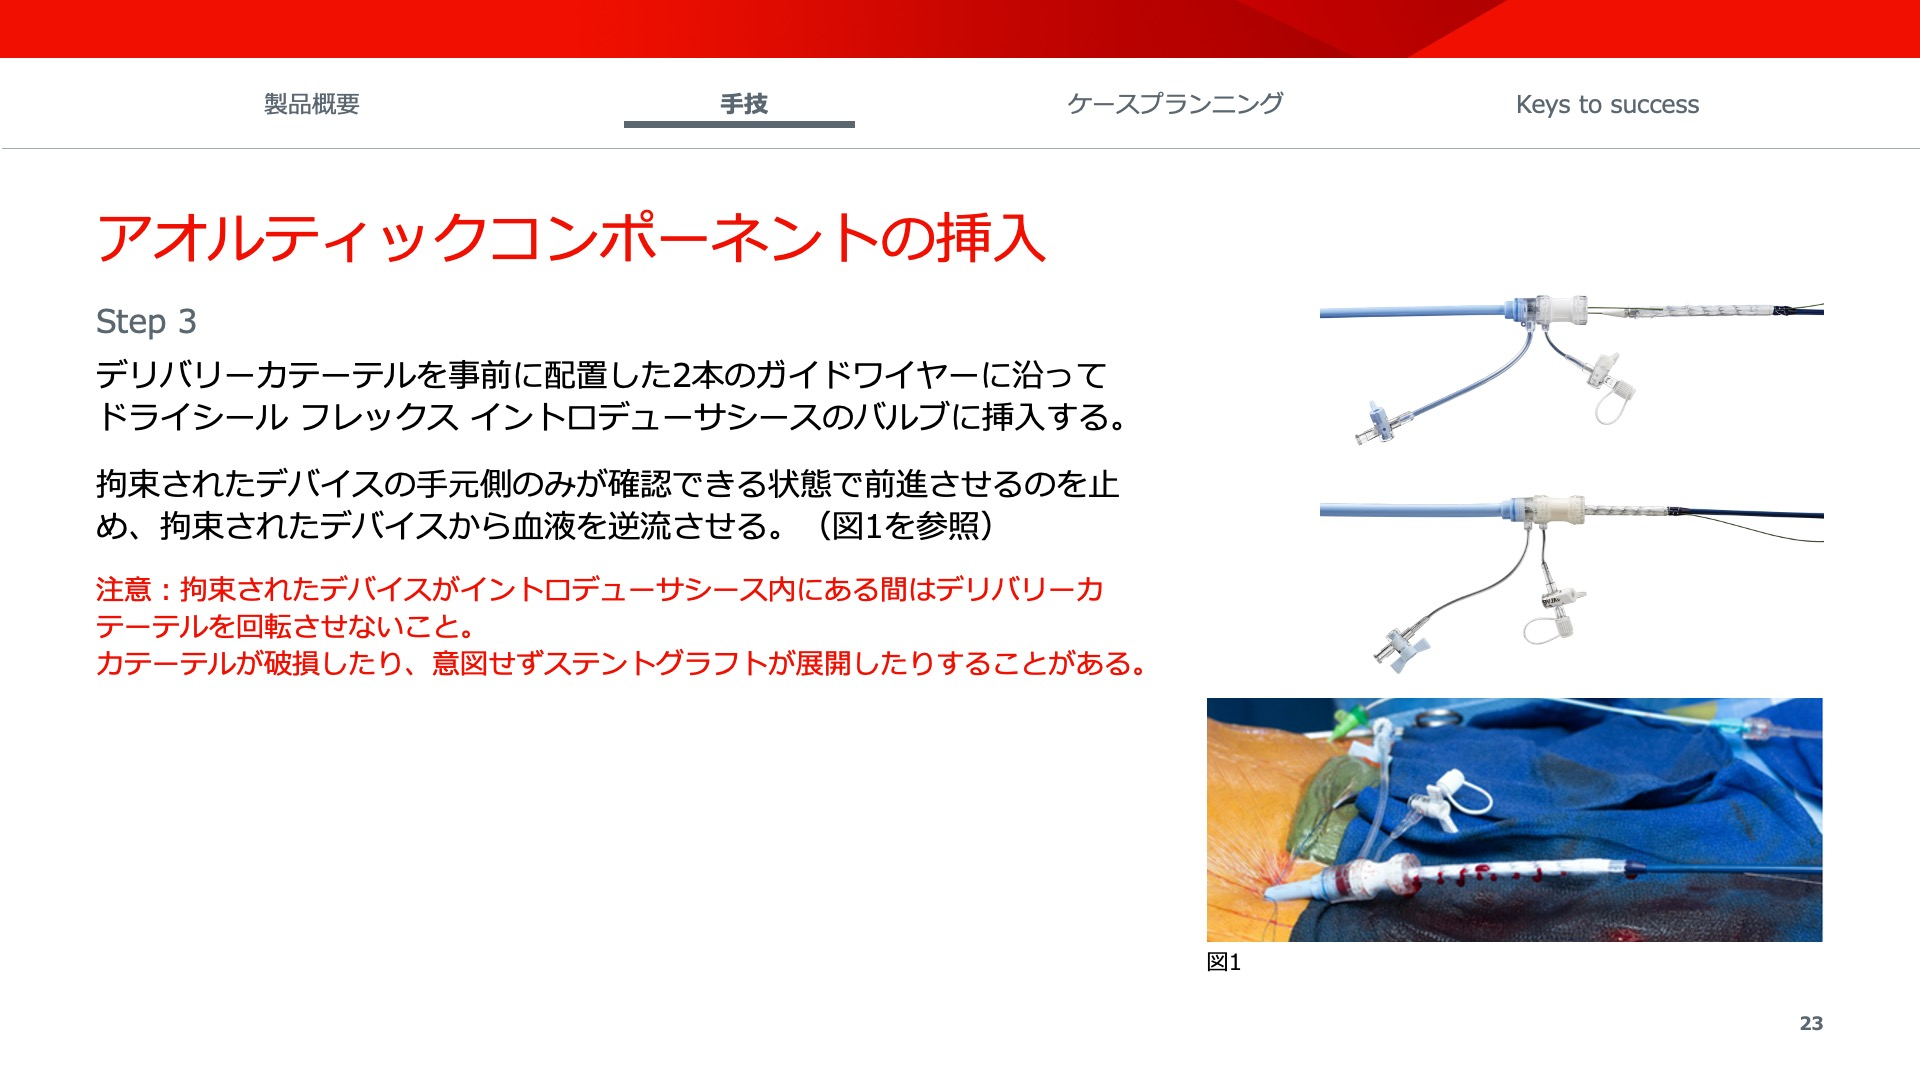 製品概要
手技
ケースプランニング
Keys to success
アオルティックコンポーネントの挿入
Step 3
デリバリーカテーテルを事前に配置した2本のガイドワイヤーに沿って
ドライシール フレックス イントロデューサシースのバルブに挿入する。
拘束されたデバイスの手元側のみが確認できる状態で前進させるのを止
め、拘束されたデバイスから血液を逆流させる。（図1を参照）
注意：拘束されたデバイスがイントロデューサシース内にある間はデリバリーカ
テーテルを回転させないこと。
カテーテルが破損したり、意図せずステントグラフトが展開したりすることがある。
図1
23